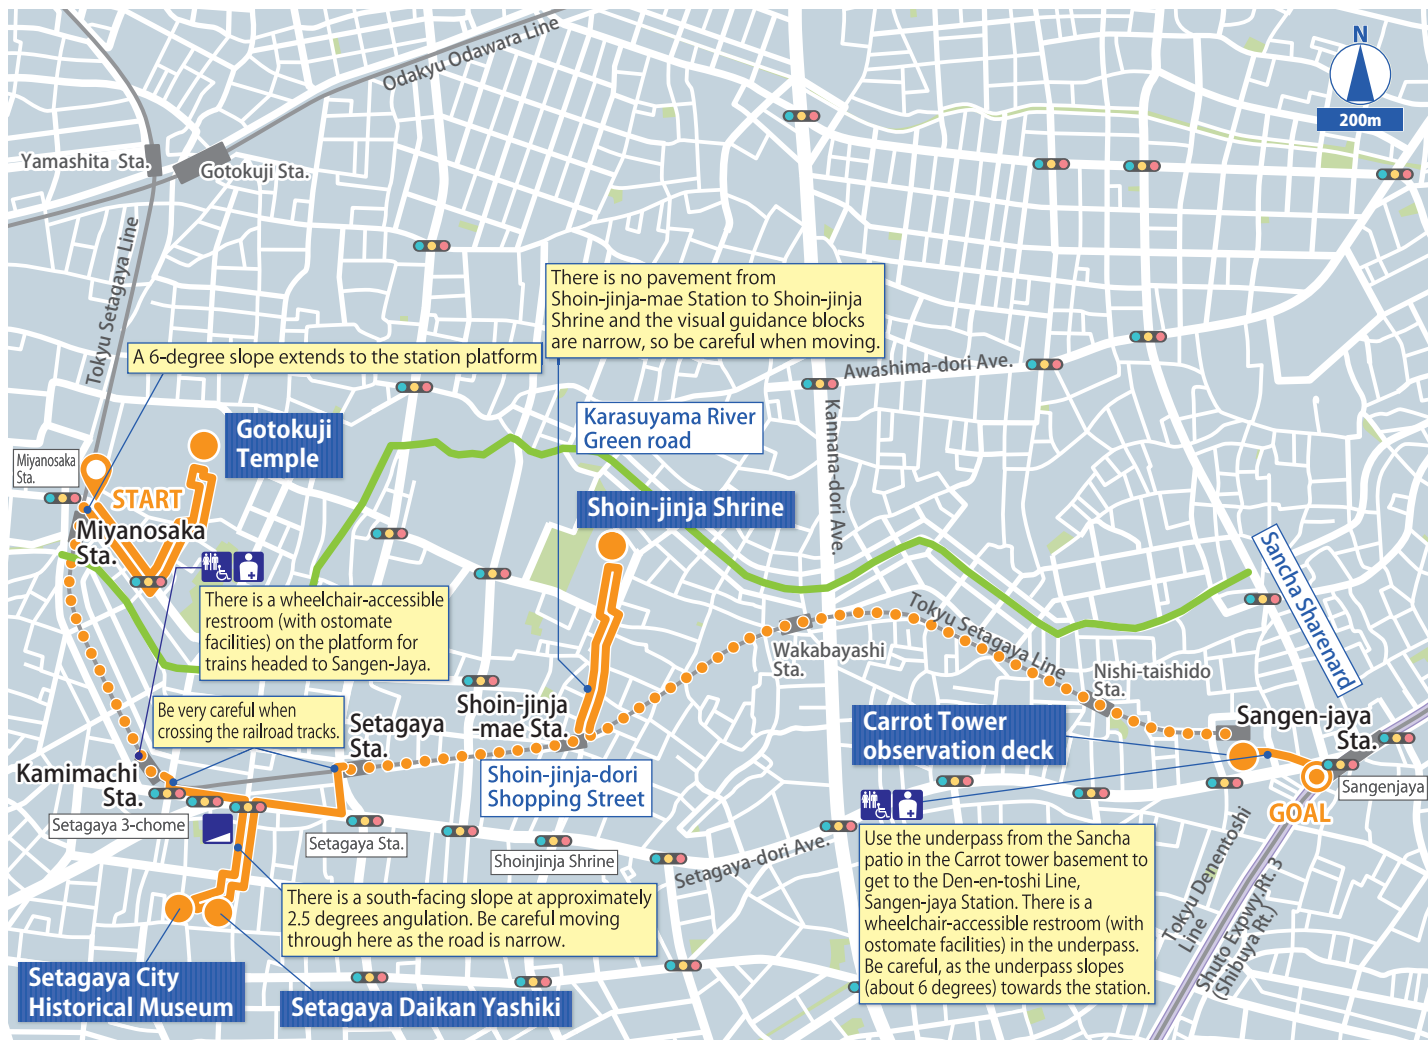 Odakyu Odawara Line
N
200m
Yamashita Sta.
Gotokuji Sta.
Tokyu Setagaya Line
There is no pavement from
Shoin-jinja-mae Station to Shoin-jinja
Shrine and the visual guidance blocks
are narrow, so be careful when moving.
A 6-degree slope extends to the station platform
Awashima-dori Ave.
Kannana-dori Ave.
Gotokuji
Temple
Karasuyama River
Green road
Miyanosaka
Sta.
START
Miyanosaka
Sta.
Shoin-jinja Shrine
Sancha Sharenard
There is a wheelchair-accessible
restroom (with ostomate
facilities) on the platform for
trains headed to Sangen-Jaya.
Tokyu Setagaya Line
Wakabayashi
Sta.
Nishi-taishido
Sta.
Be very careful when
crossing the railroad tracks.
Setagaya
Sta.
Shoin-jinja
-mae Sta.
Carrot Tower
observation deck
Sangen-jaya
Sta.
Kamimachi
Sta.
Shoin-jinja-dori
Shopping Street
Sangenjaya
GOAL
Setagaya 3-chome
Setagaya Sta.
Shoinjinja Shrine
Setagaya-dori Ave.
Use the underpass from the Sancha
patio in the Carrot tower basement to
get to the Den-en-toshi Line,
Sangen-jaya Station. There is a
wheelchair-accessible restroom (with
ostomate facilities) in the underpass.
Be careful, as the underpass slopes
(about 6 degrees) towards the station.
Tokyu Denentoshi
Line
Shuto Expwy.Rt. 3
(Shibuya Rt.)
There is a south-facing slope at approximately
2.5 degrees angulation. Be careful moving
through here as the road is narrow.
Setagaya City
Historical Museum
Setagaya Daikan Yashiki